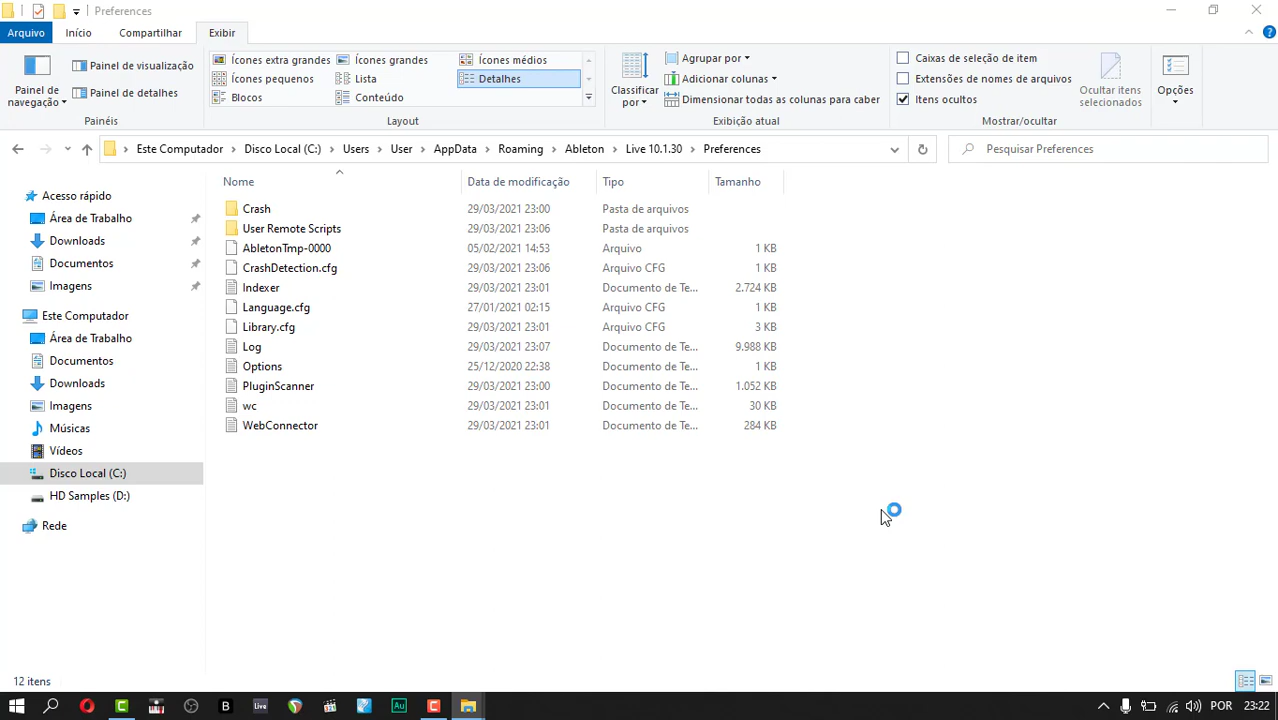 Preferences
Arquivo Início Compartilhar Exibir
Painel de navegação
Painel de visualização
Painel de detalhes
Painéis
Ícones extra grandes Ícones grandes Ícones médios
Ícones pequenos Lista Detalhes
Blocos Conteúdo
Layout
Classificar por
Agrupar por
Adicionar colunas
Dimensionar todas as colunas para caber
Exibição atual
Caixas de seleção de item
Extensões de nomes de arquivos
Itens ocultos
Ocultar itens selecionados
Mostrar/ocultar
Opções
Este Computador Disco Local (C:) Users User AppData Roaming Ableton Live 10.1.30 Preferences
Pesquisar Preferences
Acesso rápido
Área de Trabalho
Downloads
Documentos
Imagens
Este Computador
Área de Trabalho
Documentos
Downloads
Imagens
Músicas
Vídeos
Disco Local (C:)
HD Samples (D:)
Rede
Nome Data de modificação Tipo Tamanho
Crash 29/03/2021 23:00 Pasta de arquivos
User Remote Scripts 29/03/2021 23:06 Pasta de arquivos
AbletonTmp-0000 05/02/2021 14:53 Arquivo 1 KB
CrashDetection.cfg 29/03/2021 23:06 Arquivo CFG 1 KB
Indexer 29/03/2021 23:01 Documento de Te... 2.724 KB
Language.cfg 27/01/2021 02:15 Arquivo CFG 1 KB
Library.cfg 29/03/2021 23:01 Arquivo CFG 3 KB
Log 29/03/2021 23:07 Documento de Te... 9.988 KB
Options 25/12/2020 22:38 Documento de Te... 1 KB
PluginScanner 29/03/2021 23:00 Documento de Te... 1.052 KB
wc 29/03/2021 23:01 Documento de Te... 30 KB
WebConnector 29/03/2021 23:01 Documento de Te... 284 KB
12 itens
C B Live Au C POR 23:22